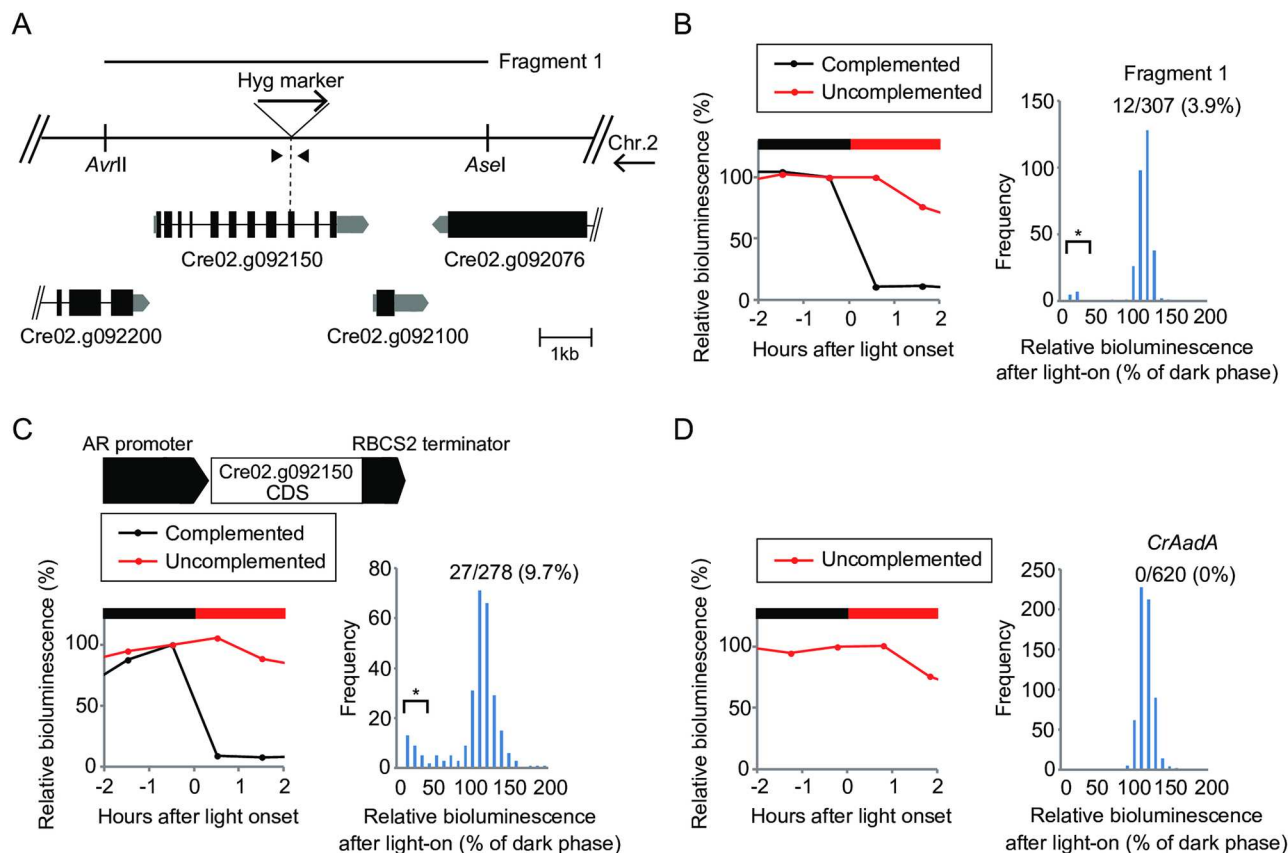 A
Fragment 1
Hyg marker
AvrII
AseI
Chr.2
Cre02.g092150
Cre02.g092076
Cre02.g092200
Cre02.g092100
1kb
B
Complemented
Uncomplemented
Relative bioluminescence (%)
100
50
0
-2 -1 0 1 2
Hours after light onset
Fragment 1
12/307 (3.9%)
Frequency
150
100
50
0
*
0 50 100 150 200
Relative bioluminescence
after light-on (% of dark phase)
C
AR promoter
RBCS2 terminator
Cre02.g092150
CDS
Complemented
Uncomplemented
Relative bioluminescence (%)
100
50
0
-2 -1 0 1 2
Hours after light onset
27/278 (9.7%)
Frequency
80
60
40
20
0
*
0 50 100 150 200
Relative bioluminescence
after light-on (% of dark phase)
D
Uncomplemented
Relative bioluminescence (%)
100
50
0
-2 -1 0 1 2
Hours after light onset
CrAadA
0/620 (0%)
Frequency
250
200
150
100
50
0
0 50 100 150 200
Relative bioluminescence
after light-on (% of dark phase)